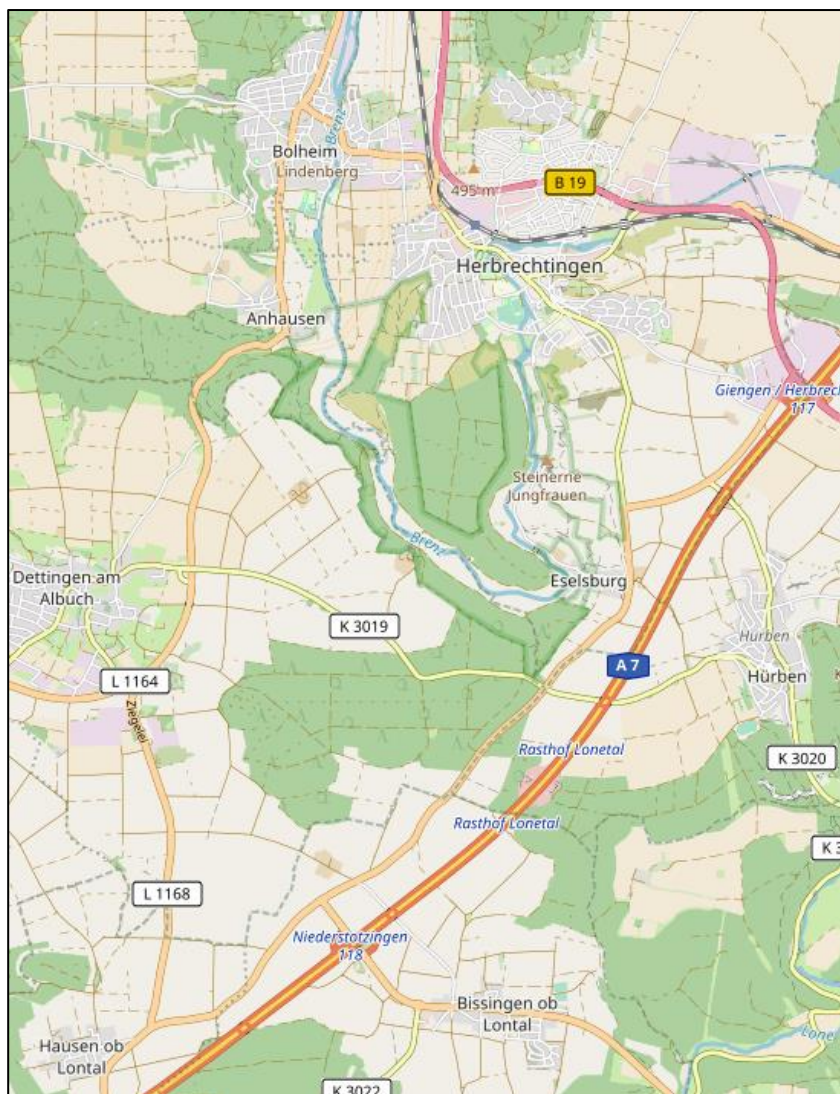 Brenz
Bolheim
Lindenberg
495 m
B 19
Herbrechtingen
Anhausen
Giengen / Herbrech
117
Steinerne
Jungfrauen
Brenz
Dettingen am
Albuch
Eselsburg
K 3019
Hürben
A 7
L 1164
Hürben
Ziegelei
Rasthof Lonetal
K 3020
Rasthof Lonetal
K 3
L 1168
Niederstotzingen
118
Bissingen ob
Lontal
Hausen ob
Lontal
Lone
K 3022